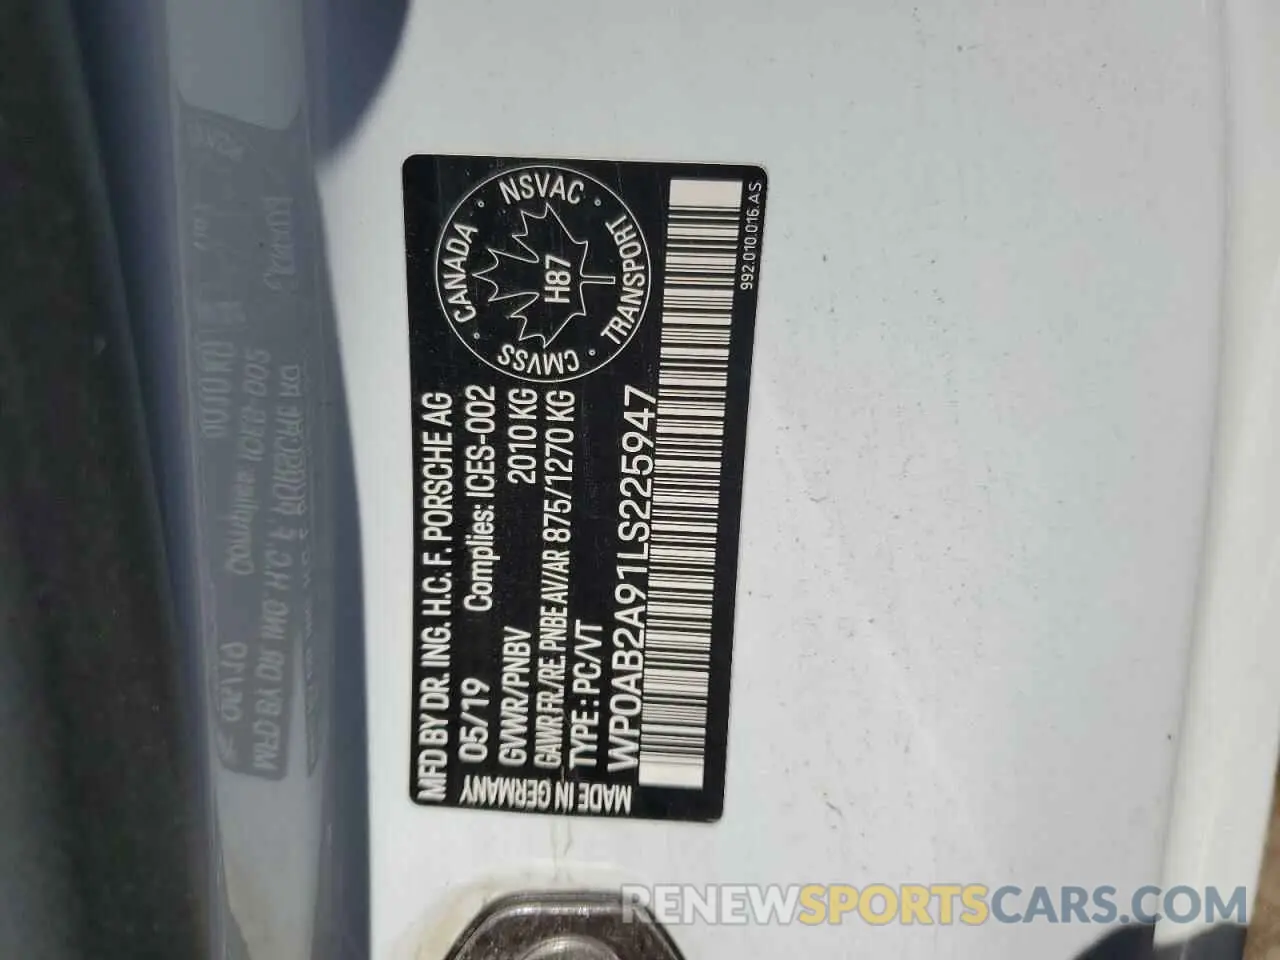 MFD BY DR. ING. H.C. F. PORSCHE AG
05/19 Complies: ICES-002
GVWR/PNBV 2010 KG
GAWR FR./RE. PNBE AV/AR 875/1270 KG
TYPE: PC/VT
WP0AB2A91LS225947
MADE IN GERMANY
CANADA · NSVAC · TRANSPORT · CMVSS ·
H87
992.010.016.AS
RENEWSPORTSCARS.COM